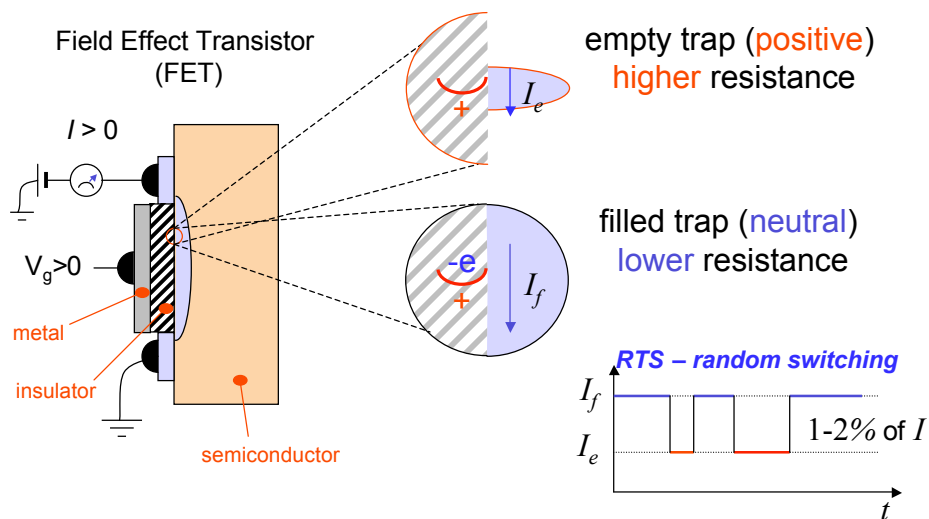 Field Effect Transistor
(FET)
I > 0
V_g>0
metal
insulator
semiconductor
+
I_e
empty trap (positive)
higher resistance
-e
+
I_f
filled trap (neutral)
lower resistance
RTS – random switching
I_f
1-2% of I
I_e
t